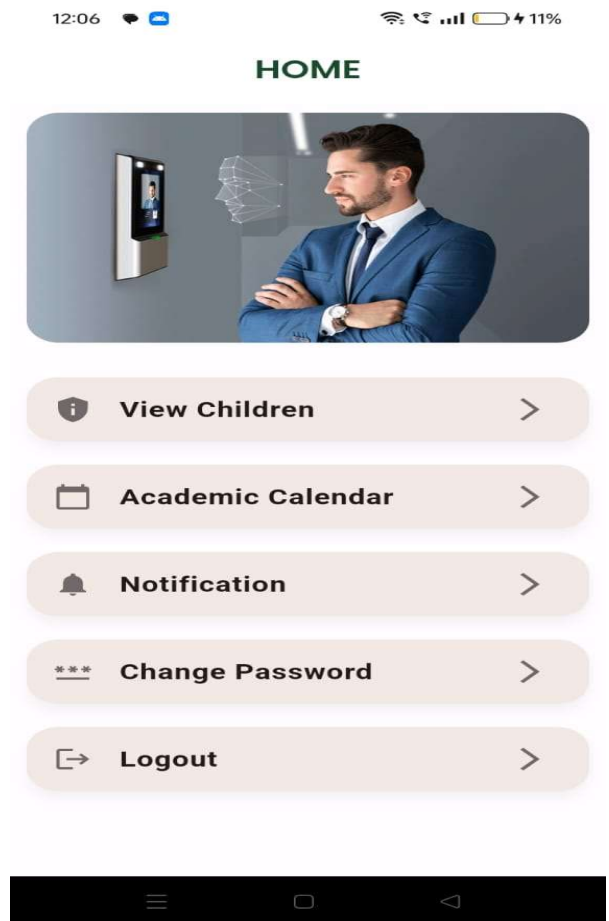 12:06
11%
HOME
View Children
Academic Calendar
Notification
*** Change Password
Logout